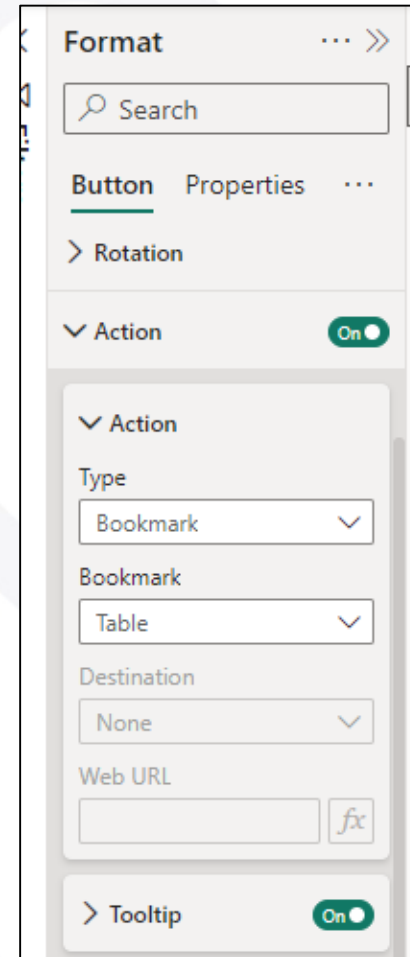 Format
Search
Button Properties
Rotation
Action On
Action
Type
Bookmark
Bookmark
Table
Destination
None
Web URL
fx
Tooltip On